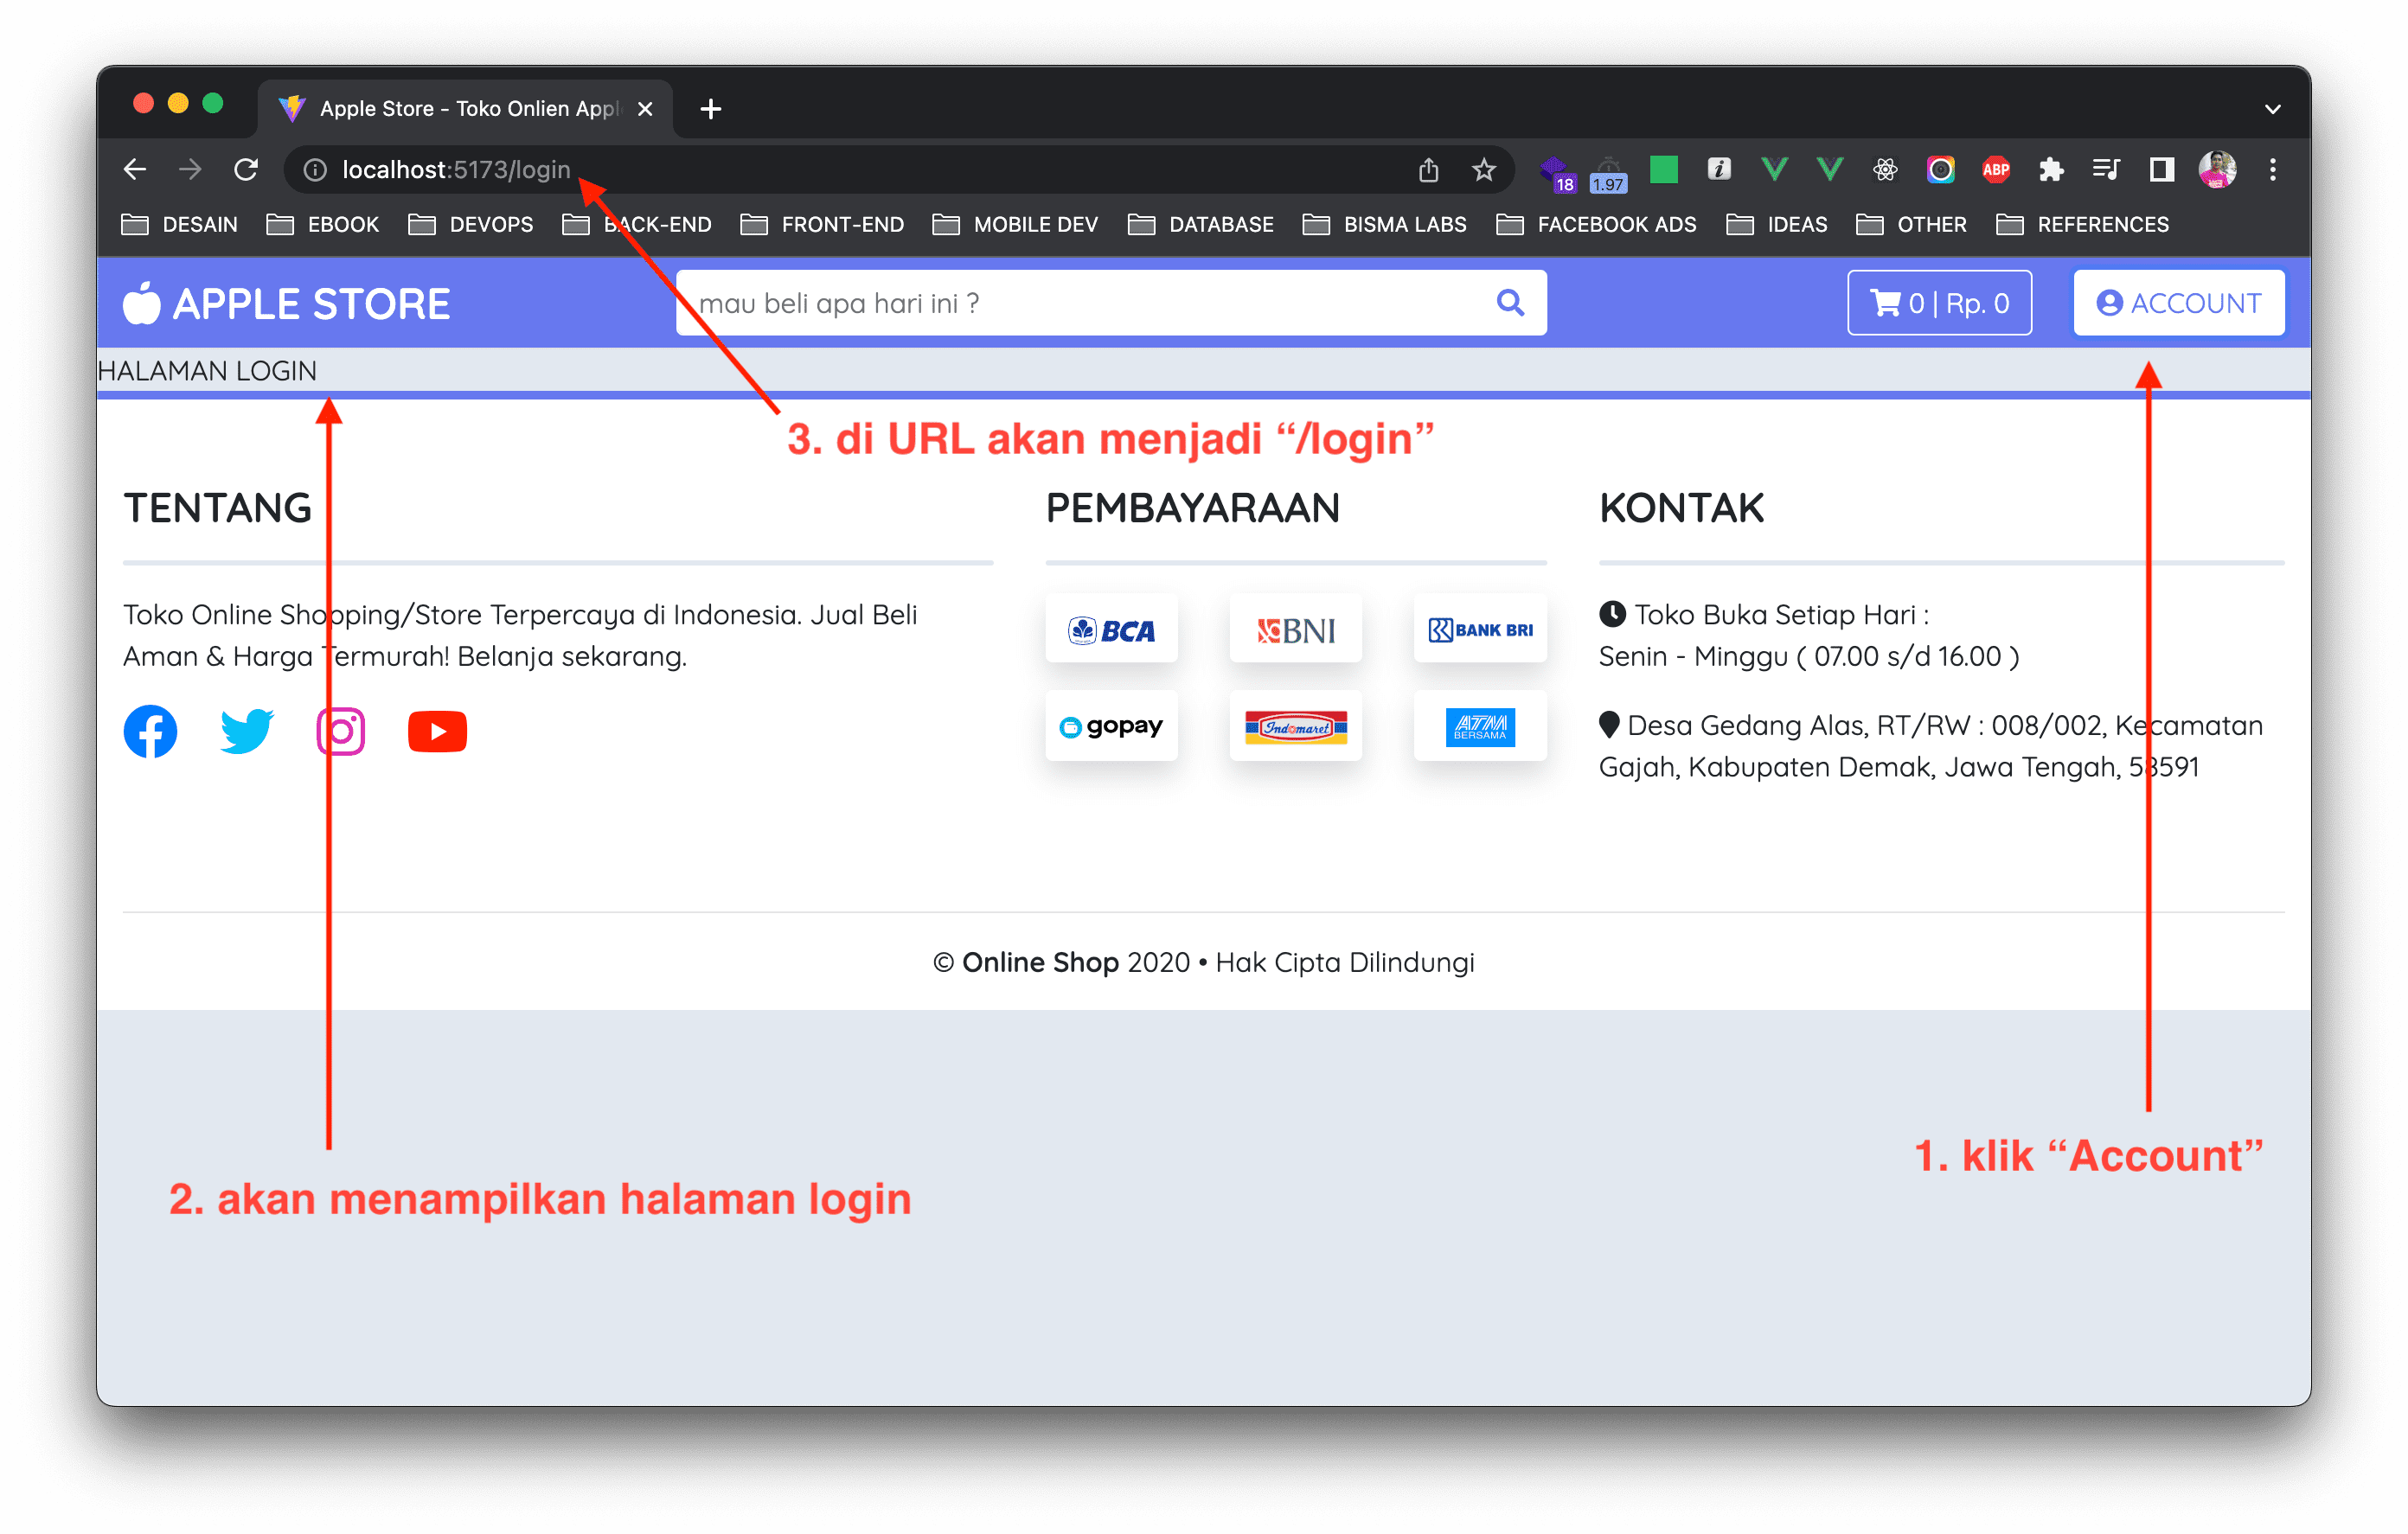 Apple Store - Toko Onlien Appl
localhost:5173/login
18
1.97
ABP
DESAIN EBOOK DEVOPS BACK-END FRONT-END MOBILE DEV DATABASE BISMA LABS FACEBOOK ADS IDEAS OTHER REFERENCES
APPLE STORE
mau beli apa hari ini ?
0 | Rp. 0
ACCOUNT
HALAMAN LOGIN
3. di URL akan menjadi “/login”
TENTANG
Toko Online Shopping/Store Terpercaya di Indonesia. Jual Beli
Aman & Harga Termurah! Belanja sekarang.
PEMBAYARAAN
BCA
BNI
BANK BRI
gopay
Indomaret
ATM
BERSAMA
KONTAK
Toko Buka Setiap Hari :
Senin - Minggu ( 07.00 s/d 16.00 )
Desa Gedang Alas, RT/RW : 008/002, Kecamatan
Gajah, Kabupaten Demak, Jawa Tengah, 58591
© Online Shop 2020 • Hak Cipta Dilindungi
1. klik “Account”
2. akan menampilkan halaman login